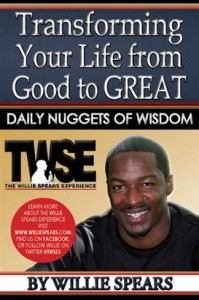 Transforming
Your Life from
Good to GREAT
DAILY NUGGETS OF WISDOM
TWSE
THE WILLIE SPEARS EXPERIENCE
LEARN MORE
ABOUT THE WILLIE
SPEARS EXPERIENCE
VISIT
WWW.WILLIESPEARS.COM,
FIND US ON FACEBOOK,
OR FOLLOW WILLIE ON
TWITTER @TWSE5
BY WILLIE SPEARS